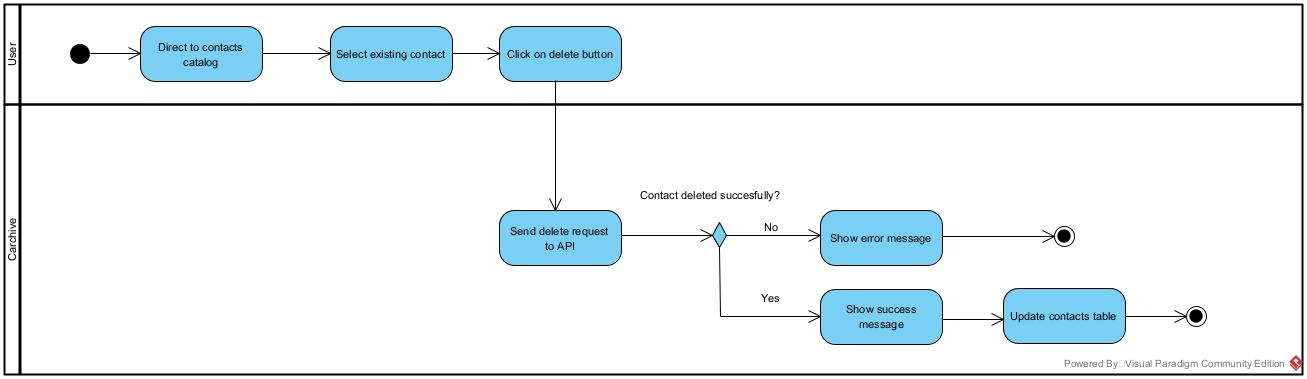 User
Direct to contacts
catalog
Select existing contact
Click on delete button
Carchive
Contact deleted succesfully?
Send delete request
to API
No
Show error message
Yes
Show success
message
Update contacts table
Powered By Visual Paradigm Community Edition